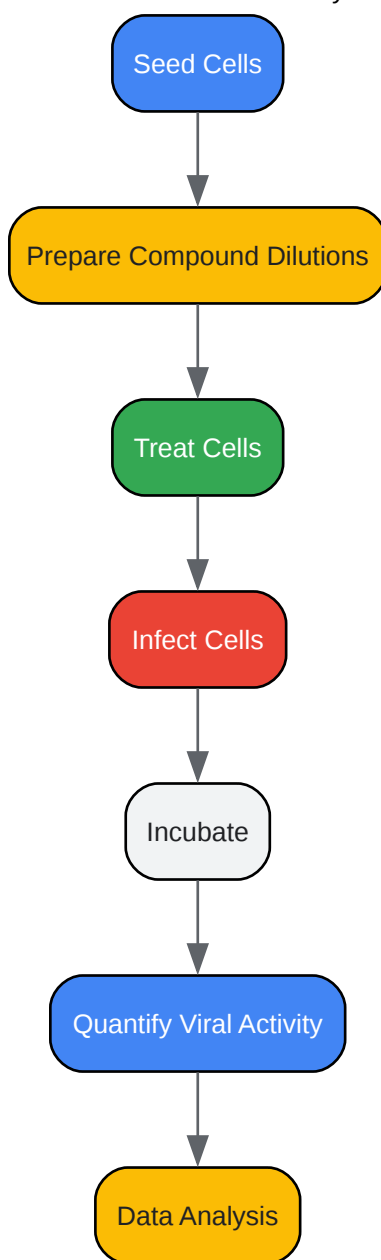 Seed Cells
Prepare Compound Dilutions
Treat Cells
Infect Cells
Incubate
Quantify Viral Activity
Data Analysis